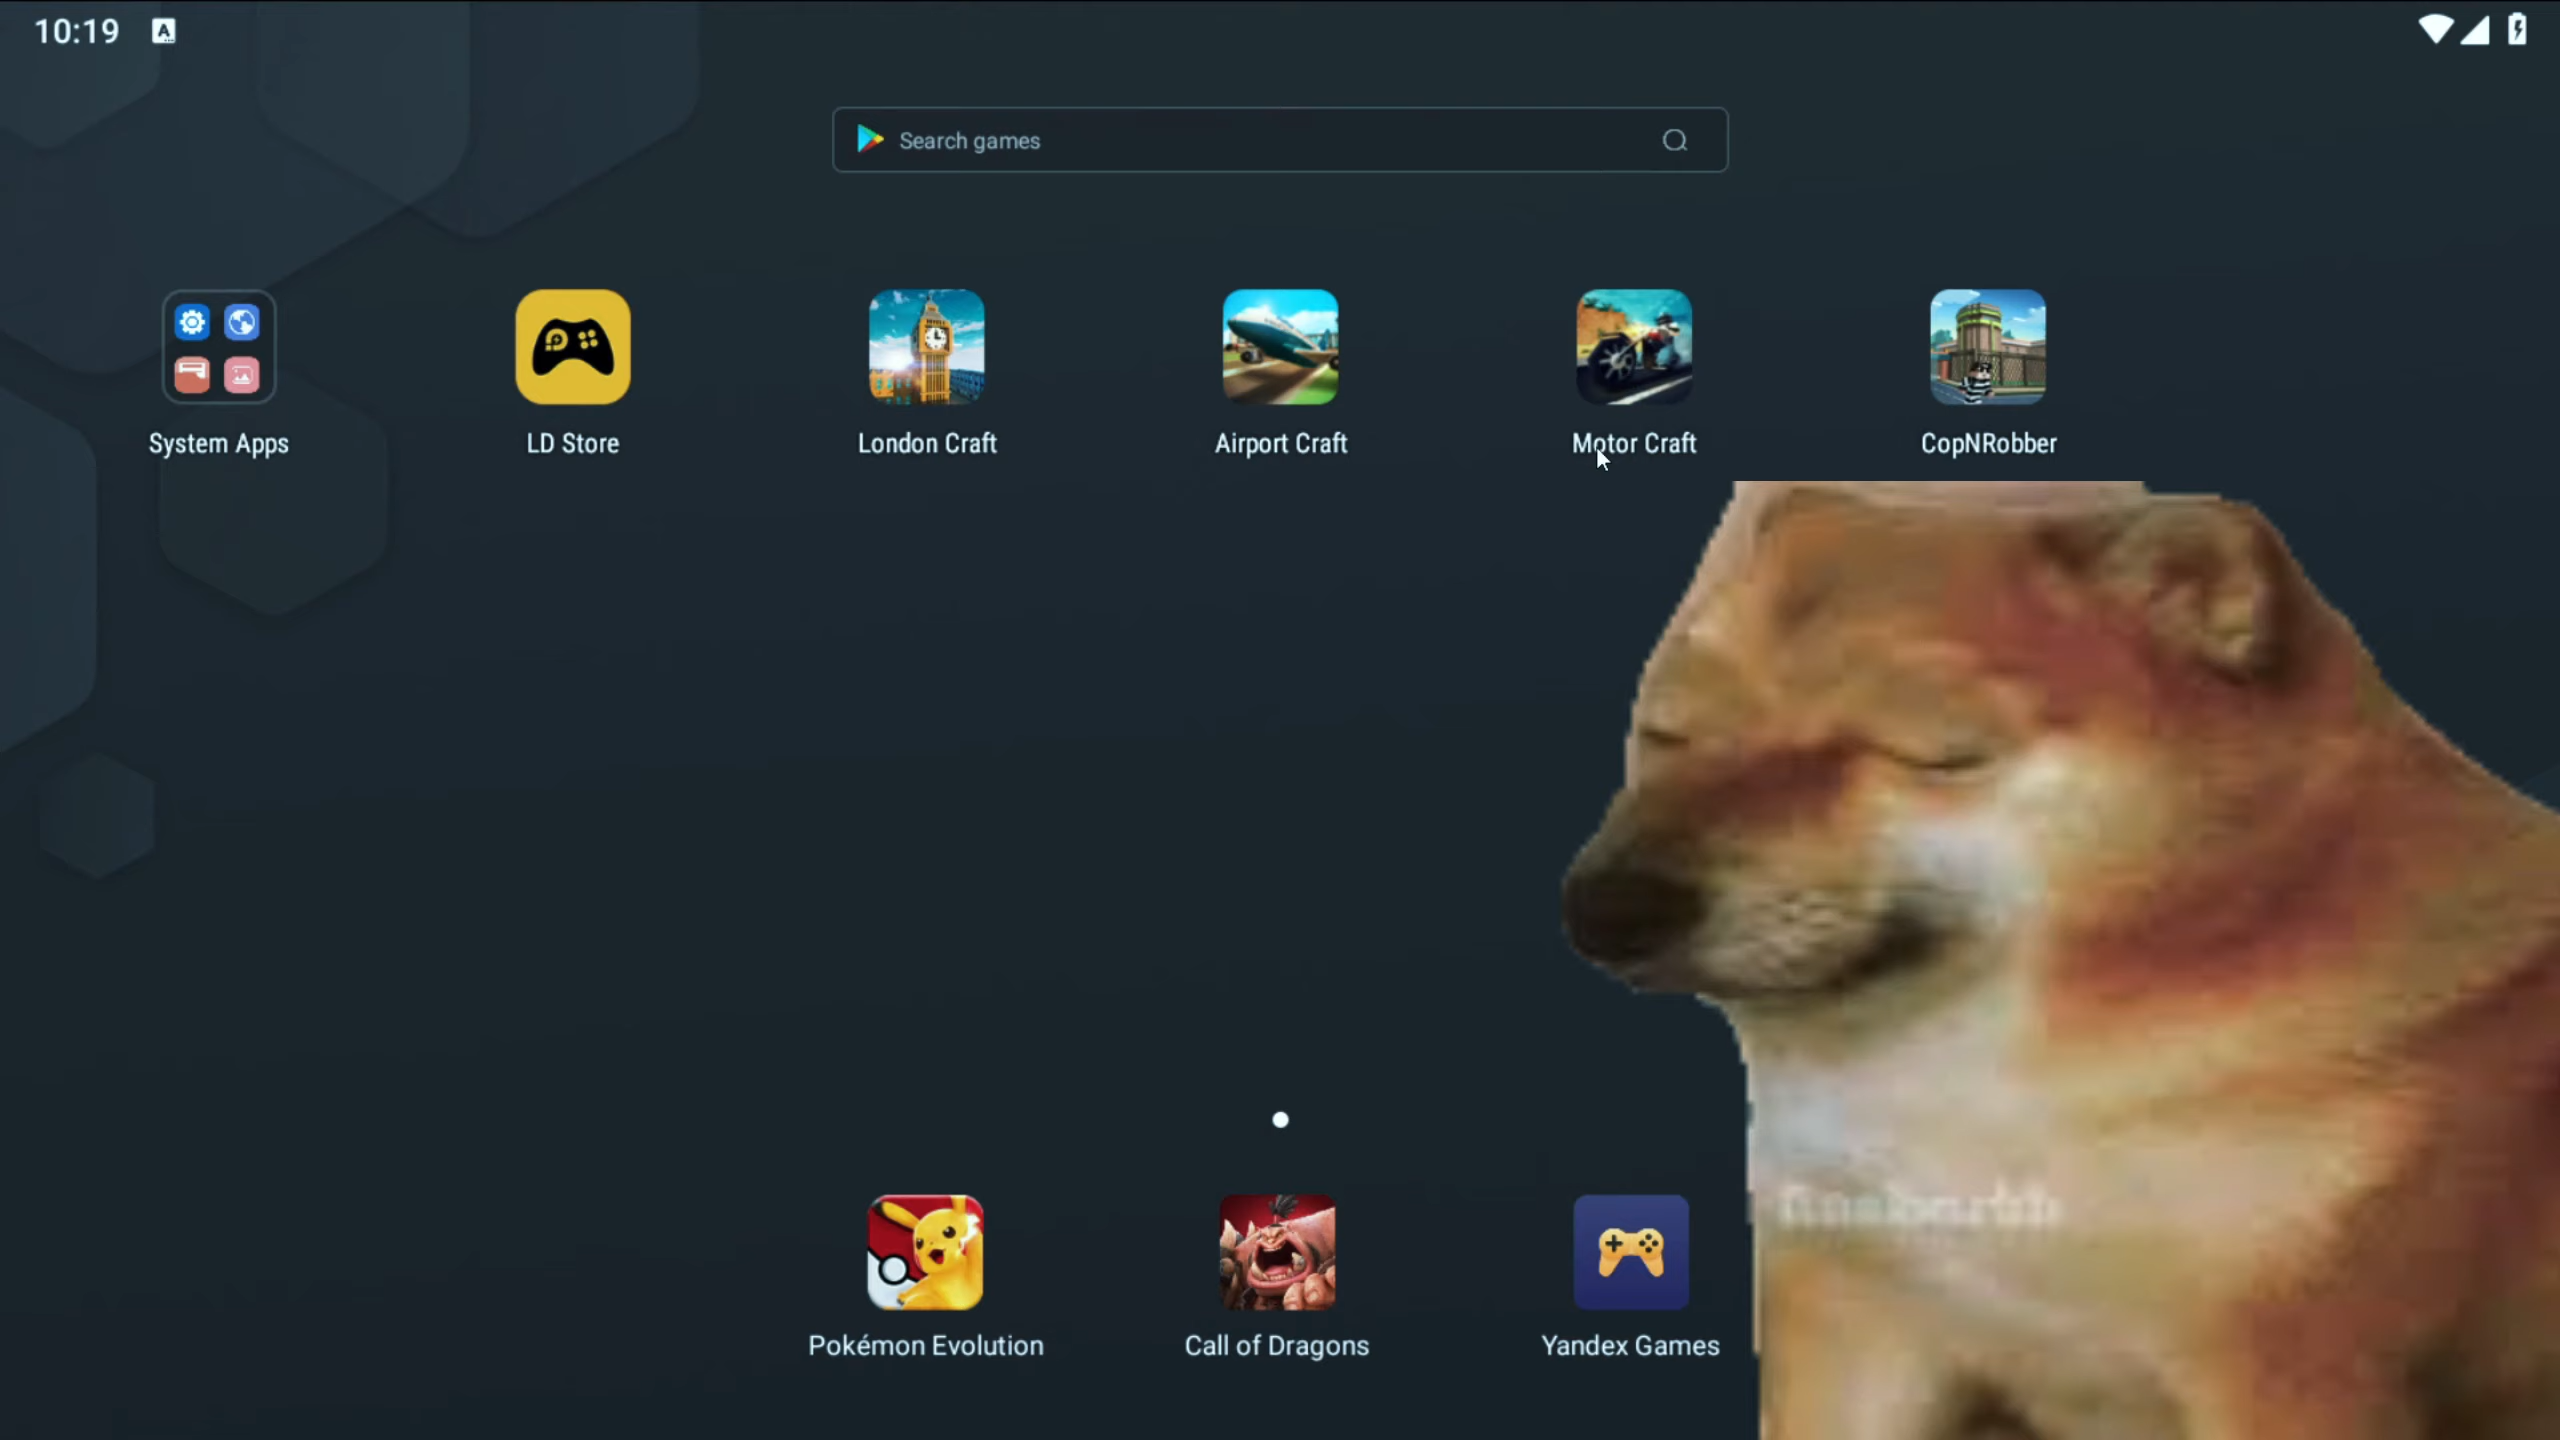 10:19
Search games
System Apps
LD Store
London Craft
Airport Craft
Motor Craft
CopNRobber
Pokémon Evolution
Call of Dragons
Yandex Games